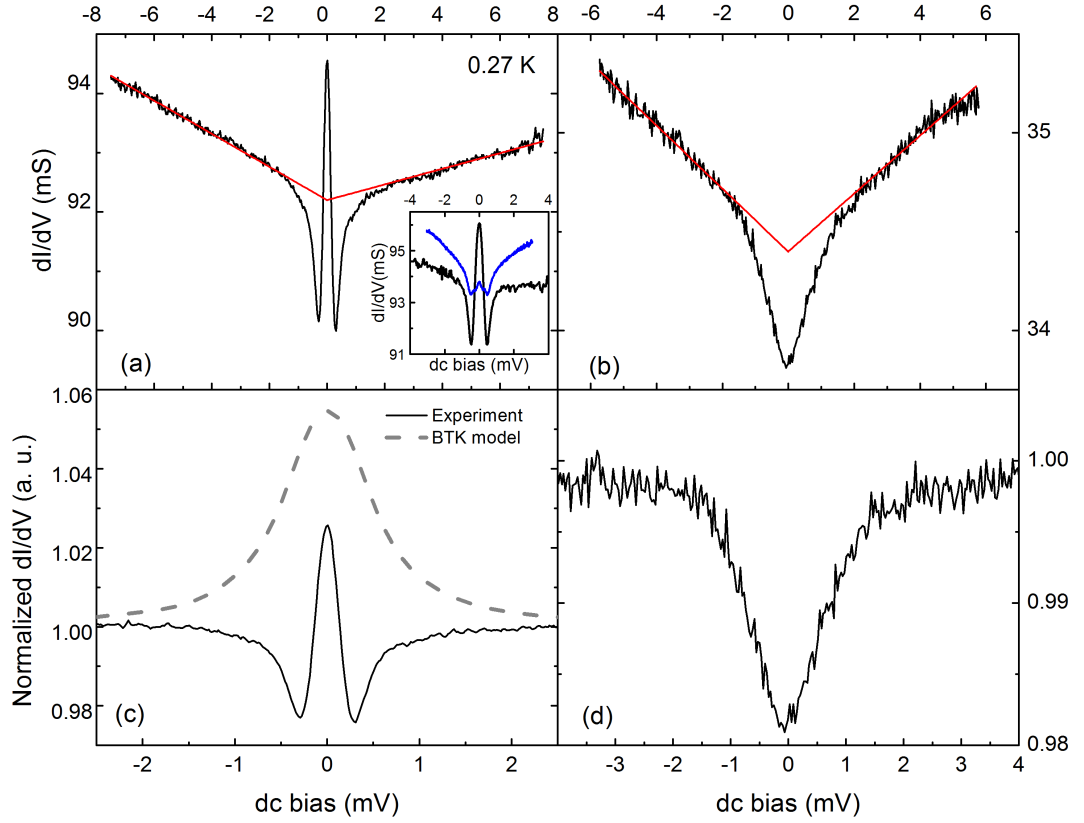 -8 -6 -4 -2 0 2 4 6 8
-6 -4 -2 0 2 4 6
94
92
90
dI/dV (mS)
0.27 K
(a)
-4 -2 0 2 4
95
93
91
dI/dV(mS)
dc bias (mV)
(b)
35
34
1.06
1.04
1.02
1.00
0.98
Normalized dI/dV (a. u.)
Experiment
BTK model
(c)
-2 -1 0 1 2
dc bias (mV)
(d)
1.00
0.99
0.98
-3 -2 -1 0 1 2 3 4
dc bias (mV)